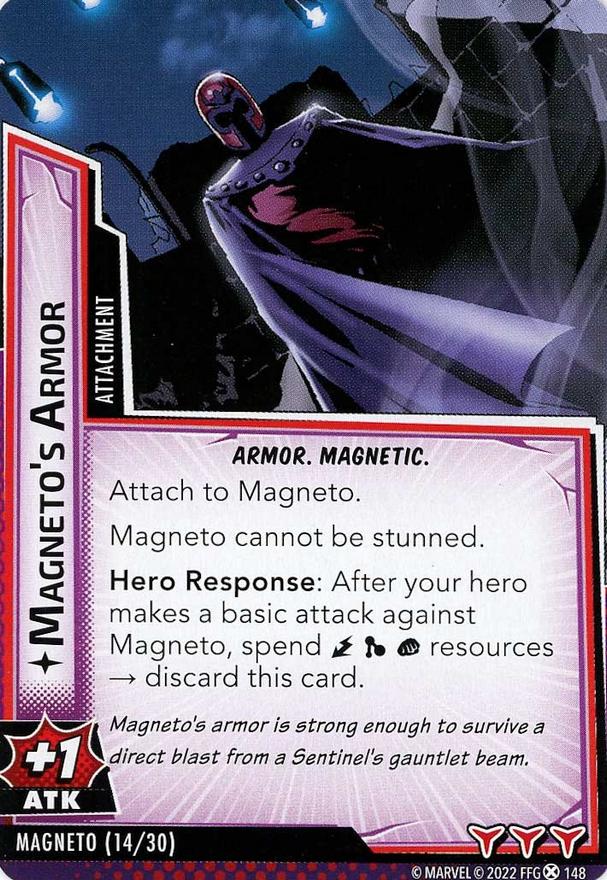 ATTACHMENT
MAGNETO'S ARMOR
ARMOR. MAGNETIC.
Attach to Magneto.
Magneto cannot be stunned.
Hero Response: After your hero
makes a basic attack against
Magneto, spend resources
→ discard this card.
Magneto's armor is strong enough to survive a
direct blast from a Sentinel's gauntlet beam.
+1
ATK
MAGNETO (14/30)
© MARVEL © 2022 FFG 148